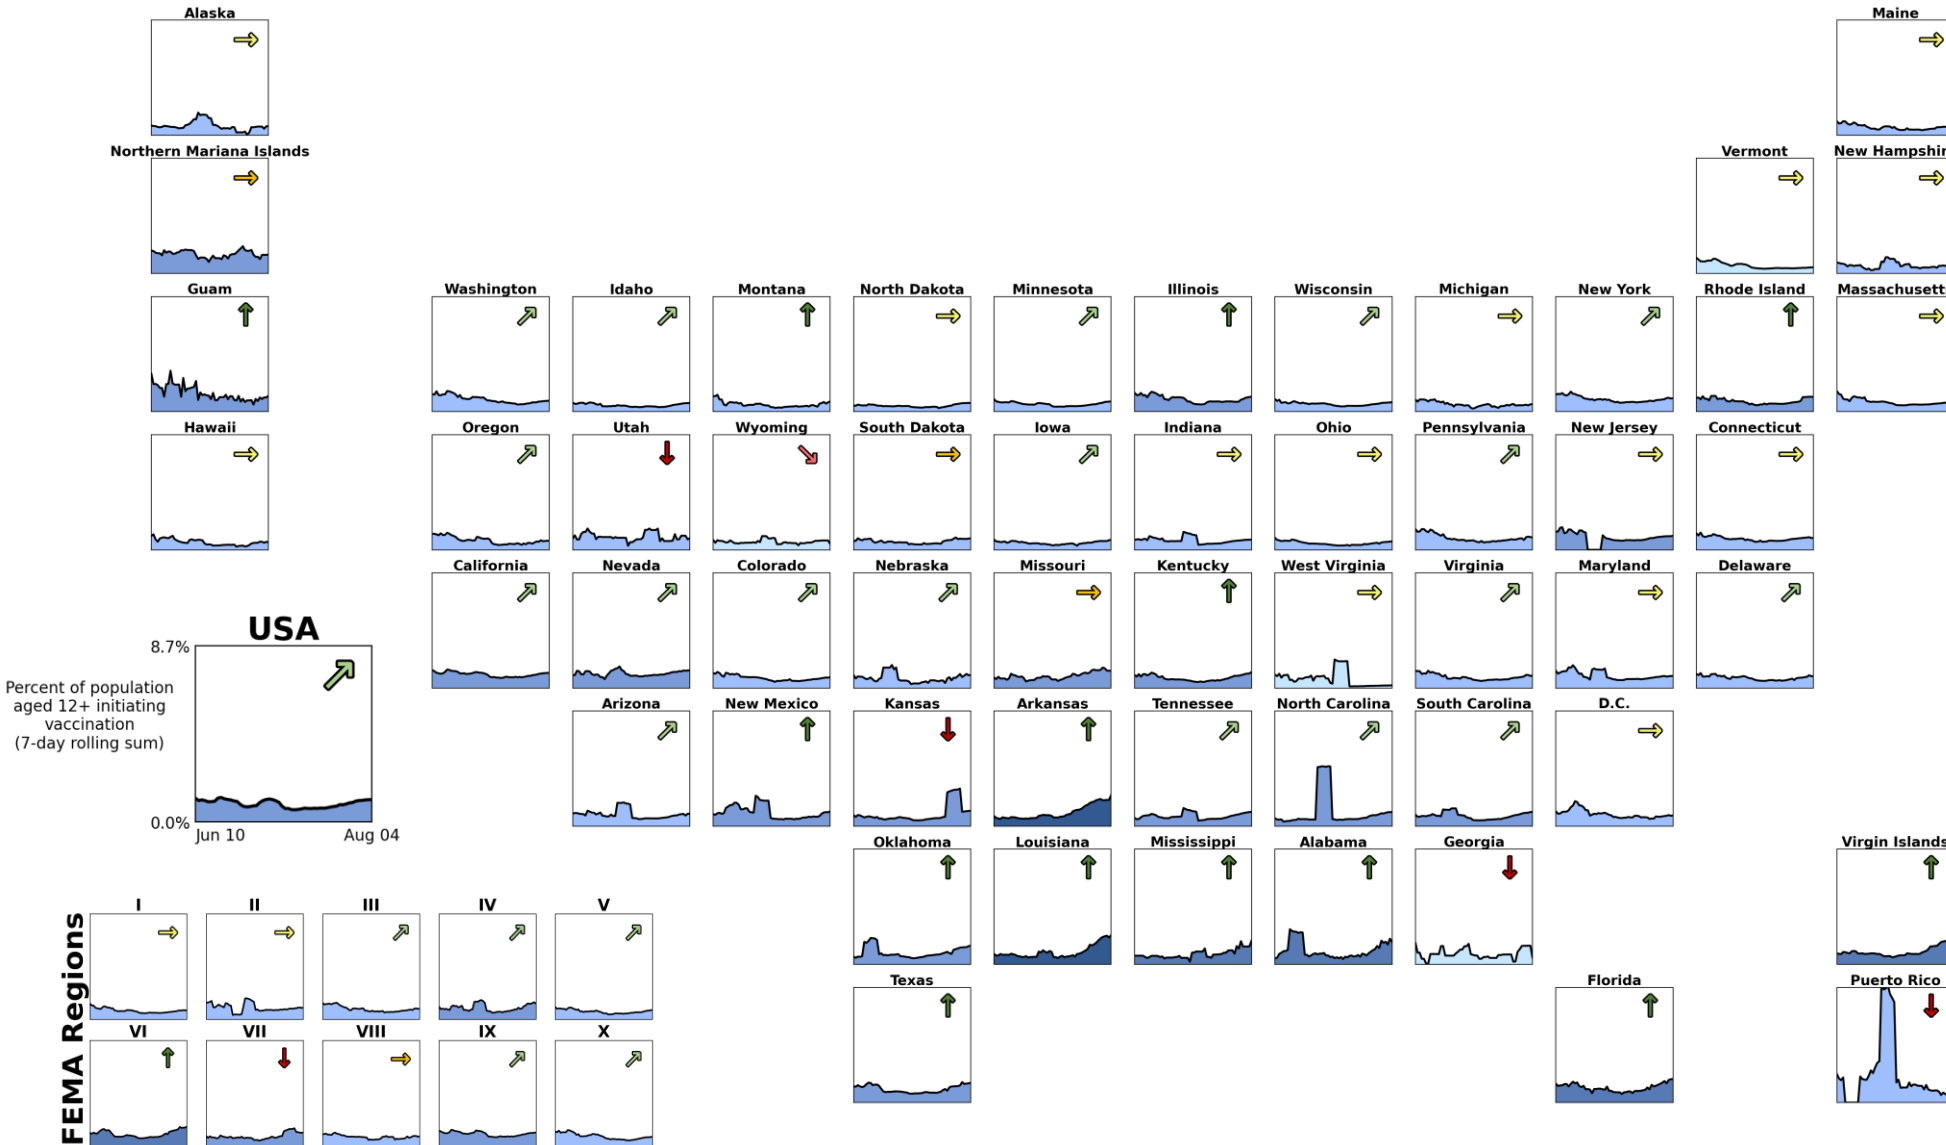 Alaska
Maine
Northern Mariana Islands
Vermont
New Hampshir
Guam
Washington
Idaho
Montana
North Dakota
Minnesota
Illinois
Wisconsin
Michigan
New York
Rhode Island
Massachusett
Hawaii
Oregon
Utah
Wyoming
South Dakota
Iowa
Indiana
Ohio
Pennsylvania
New Jersey
Connecticut
California
Nevada
Colorado
Nebraska
Missouri
Kentucky
West Virginia
Virginia
Maryland
Delaware
USA
8.7%
Percent of population
aged 12+ initiating
vaccination
(7-day rolling sum)
0.0%
Jun 10
Aug 04
Arizona
New Mexico
Kansas
Arkansas
Tennessee
North Carolina
South Carolina
D.C.
Oklahoma
Louisiana
Mississippi
Alabama
Georgia
Virgin Islands
Texas
Florida
Puerto Rico
FEMA Regions
I
II
III
IV
V
VI
VII
VIII
IX
X